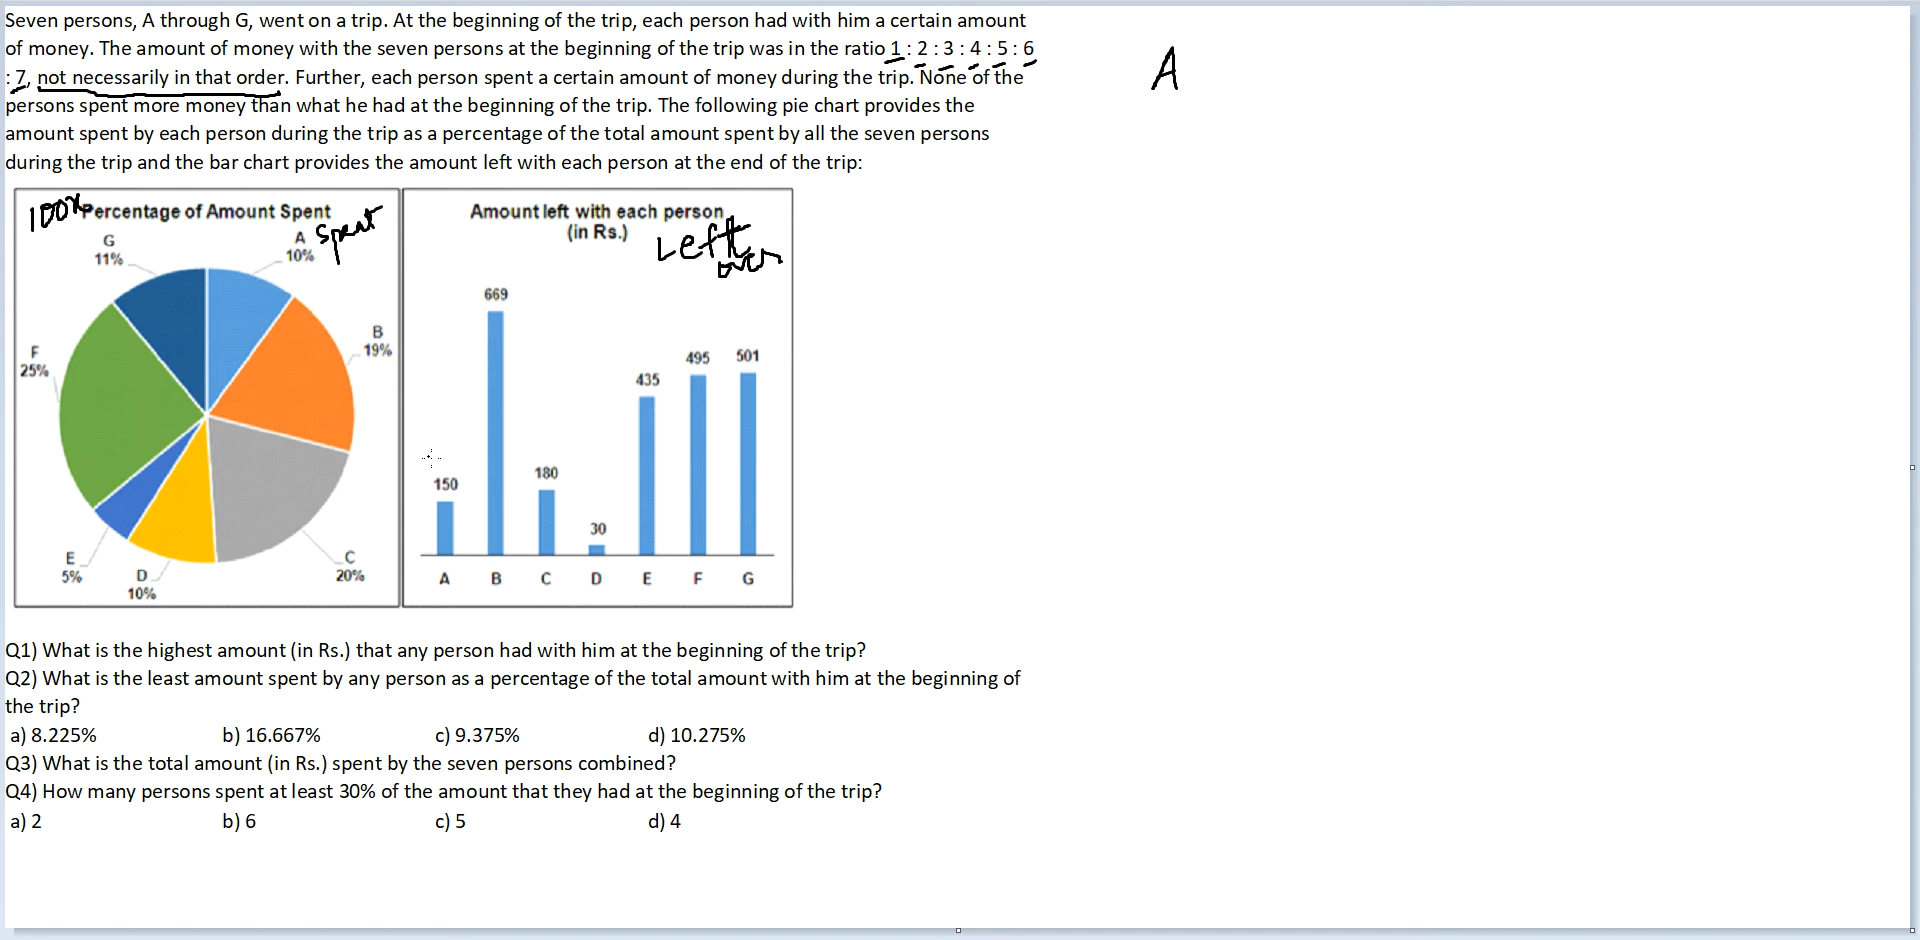 Seven persons, A through G, went on a trip. At the beginning of the trip, each person had with him a certain amount
of money. The amount of money with the seven persons at the beginning of the trip was in the ratio 1 : 2 : 3 : 4 : 5 : 6
: 7, not necessarily in that order. Further, each person spent a certain amount of money during the trip. None of the
persons spent more money than what he had at the beginning of the trip. The following pie chart provides the
amount spent by each person during the trip as a percentage of the total amount spent by all the seven persons
during the trip and the bar chart provides the amount left with each person at the end of the trip:
A
100x
Percentage of Amount Spent
Spent
G
11%
A
10%
B
19%
F
25%
E
5%
D
10%
C
20%
Amount left with each person
(in Rs.)
Left
over
669
495
501
435
180
150
30
A B C D E F G
Q1) What is the highest amount (in Rs.) that any person had with him at the beginning of the trip?
Q2) What is the least amount spent by any person as a percentage of the total amount with him at the beginning of
the trip?
a) 8.225% b) 16.667% c) 9.375% d) 10.275%
Q3) What is the total amount (in Rs.) spent by the seven persons combined?
Q4) How many persons spent at least 30% of the amount that they had at the beginning of the trip?
a) 2 b) 6 c) 5 d) 4